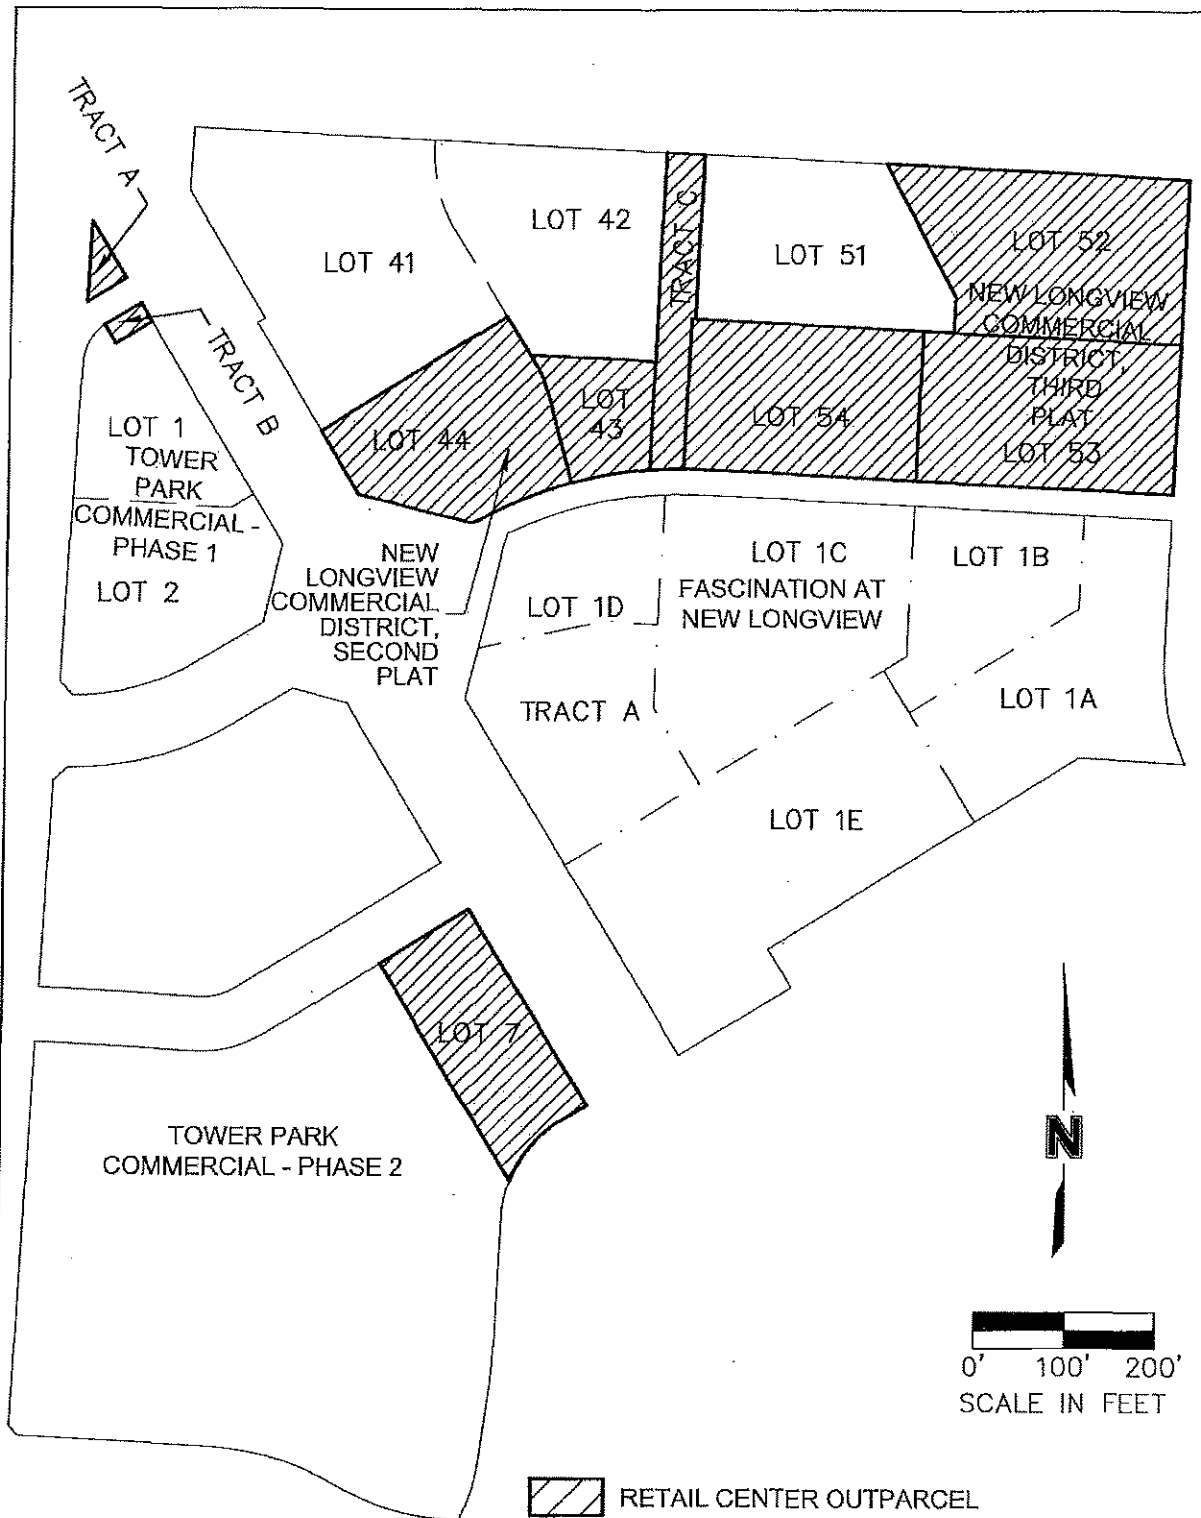 TRACT A
LOT 41
LOT 42
TRACT C
LOT 51
LOT 52
NEW LONGVIEW
COMMERCIAL
DISTRICT,
THIRD
PLAT
LOT 53
TRACT B
LOT 44
LOT
43
LOT 54
LOT 1
TOWER
PARK
COMMERCIAL -
PHASE 1
LOT 2
NEW
LONGVIEW
COMMERCIAL
DISTRICT,
SECOND
PLAT
LOT 1D
LOT 1C
FASCINATION AT
NEW LONGVIEW
LOT 1B
TRACT A
LOT 1A
LOT 1E
LOT 7
TOWER PARK
COMMERCIAL - PHASE 2
N
0' 100' 200'
SCALE IN FEET
RETAIL CENTER OUTPARCEL